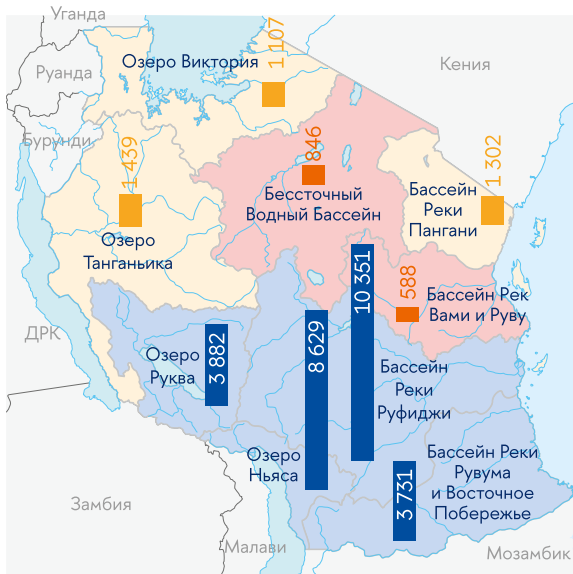 Уганда
1 107
Озеро Виктория
Кения
Руанда
846
Бурунди
1 439
1 302
Бессточный
Водный Бассейн
Бассейн
Реки
Пангани
Озеро
Танганьика
10 351
588
Бассейн Рек
Вами и Руву
ДРК
3 882
8 629
Озеро
Руква
Бассейн
Реки
Руфиджи
Озеро
Ньяса
3 731
Бассейн Реки
Рувума
и Восточное
Побережье
Замбия
Малави
Мозамбик